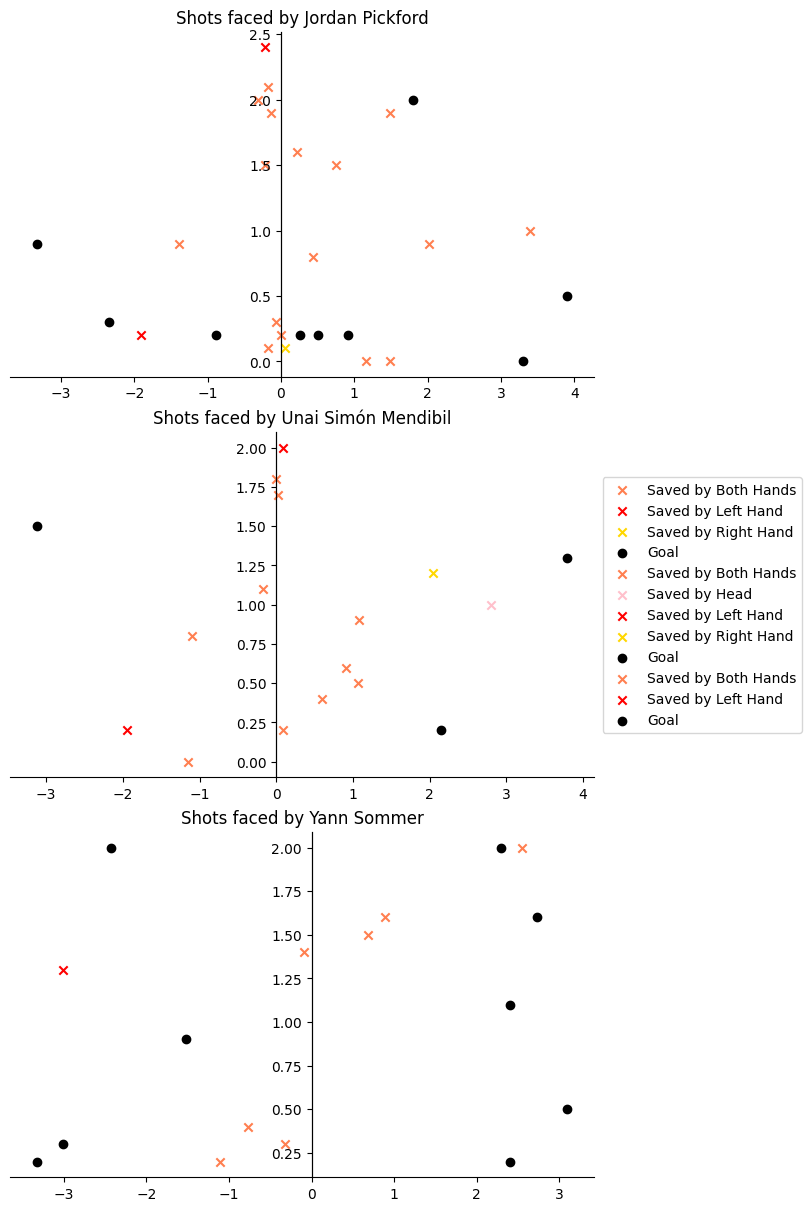 Shots faced by Jordan Pickford
2.5
2.0
1.5
1.0
0.5
0.0
−3 −2 −1 0 1 2 3 4
Shots faced by Unai Simón Mendibil
2.00
1.75
1.50
1.25
1.00
0.75
0.50
0.25
0.00
−3 −2 −1 0 1 2 3 4
Saved by Both Hands
Saved by Left Hand
Saved by Right Hand
Goal
Saved by Both Hands
Saved by Head
Saved by Left Hand
Saved by Right Hand
Goal
Saved by Both Hands
Saved by Left Hand
Goal
Shots faced by Yann Sommer
2.00
1.75
1.50
1.25
1.00
0.75
0.50
0.25
−3 −2 −1 0 1 2 3